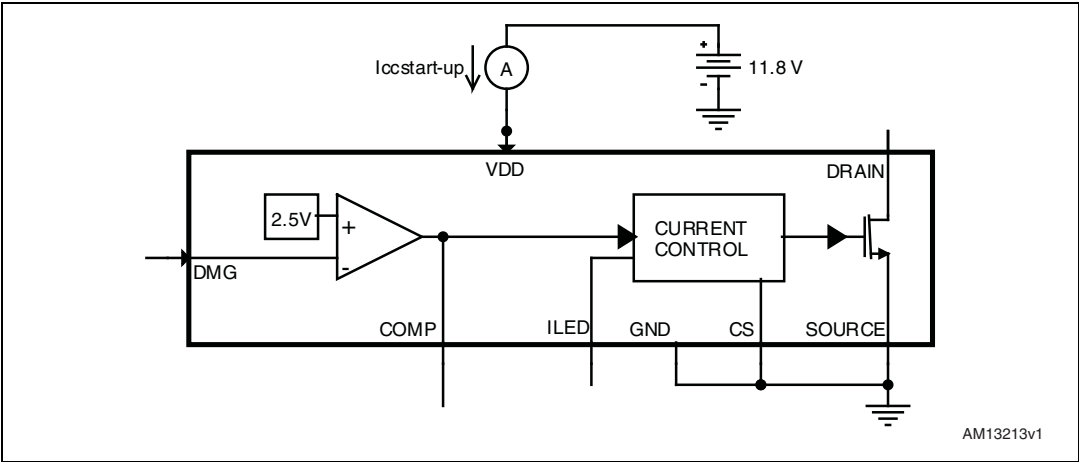 Iccstart-up
A
+
-
11.8 V
VDD
DRAIN
2.5V
+
-
CURRENT
CONTROL
DMG
COMP
ILED
GND
CS
SOURCE
AM13213v1